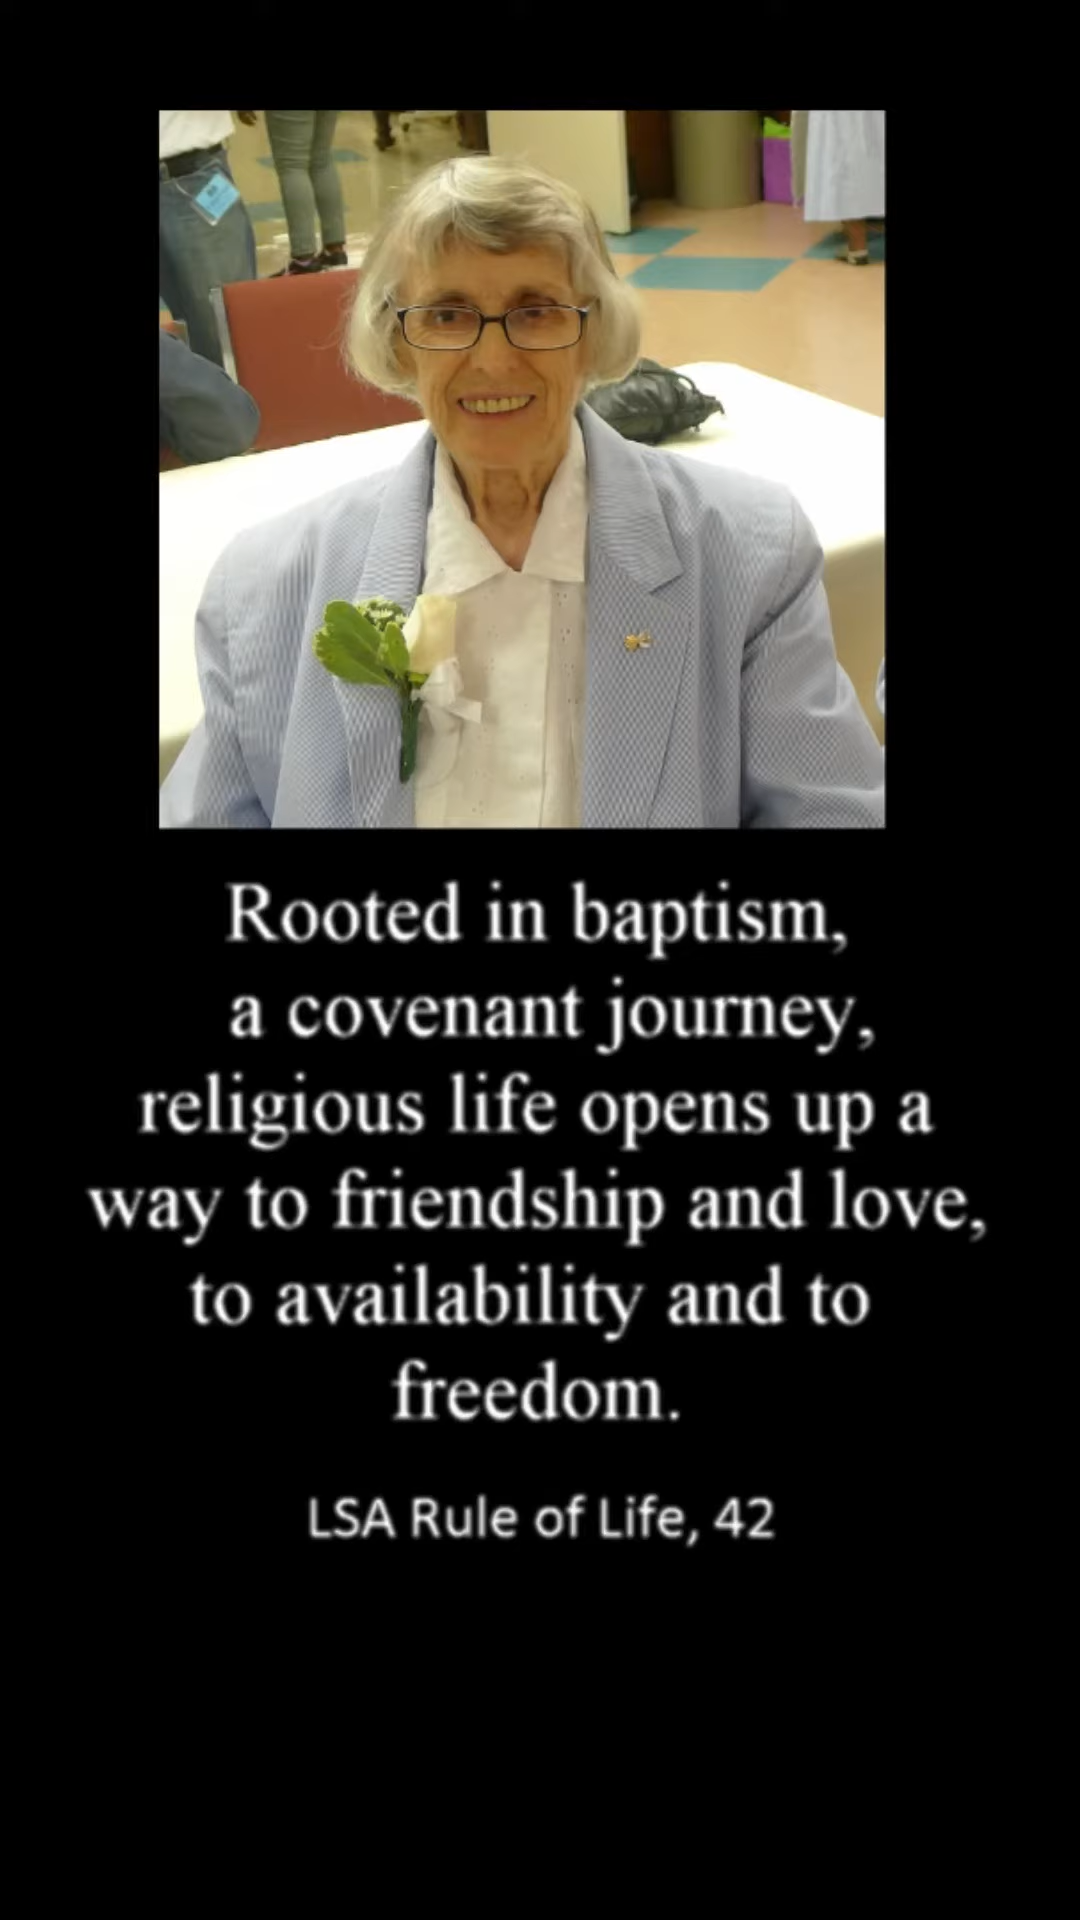 Rooted in baptism,
a covenant journey,
religious life opens up a
way to friendship and love,
to availability and to
freedom.
LSA Rule of Life, 42